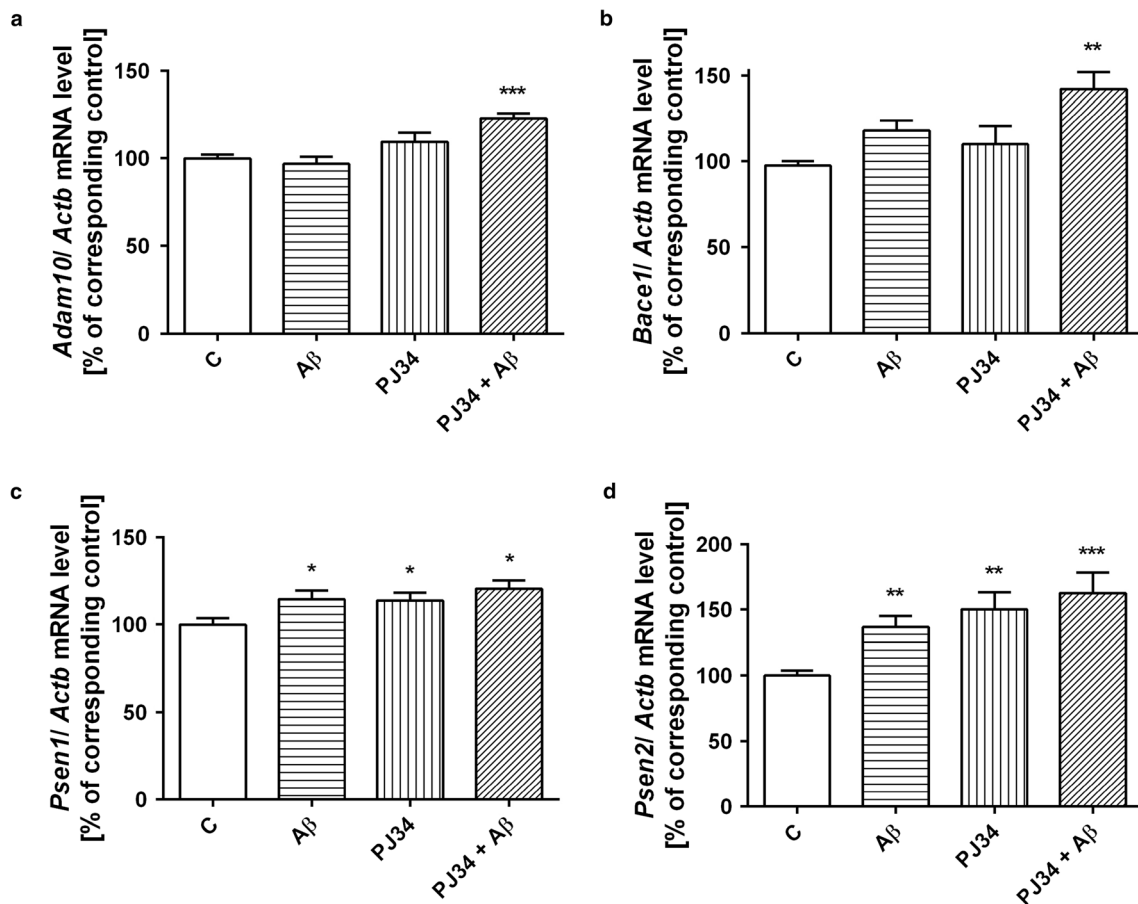 a
Adam10/ Actb mRNA level
[% of corresponding control]
150
100
50
0
***
C
Aβ
PJ34
PJ34 + Aβ
b
Bace1/ Actb mRNA level
[% of corresponding control]
150
100
50
0
**
C
Aβ
PJ34
PJ34 + Aβ
c
Psen1/ Actb mRNA level
[% of corresponding control]
150
100
50
0
*
*
*
C
Aβ
PJ34
PJ34 + Aβ
d
Psen2/ Actb mRNA level
[% of corresponding control]
200
150
100
50
0
**
**
***
C
Aβ
PJ34
PJ34 + Aβ